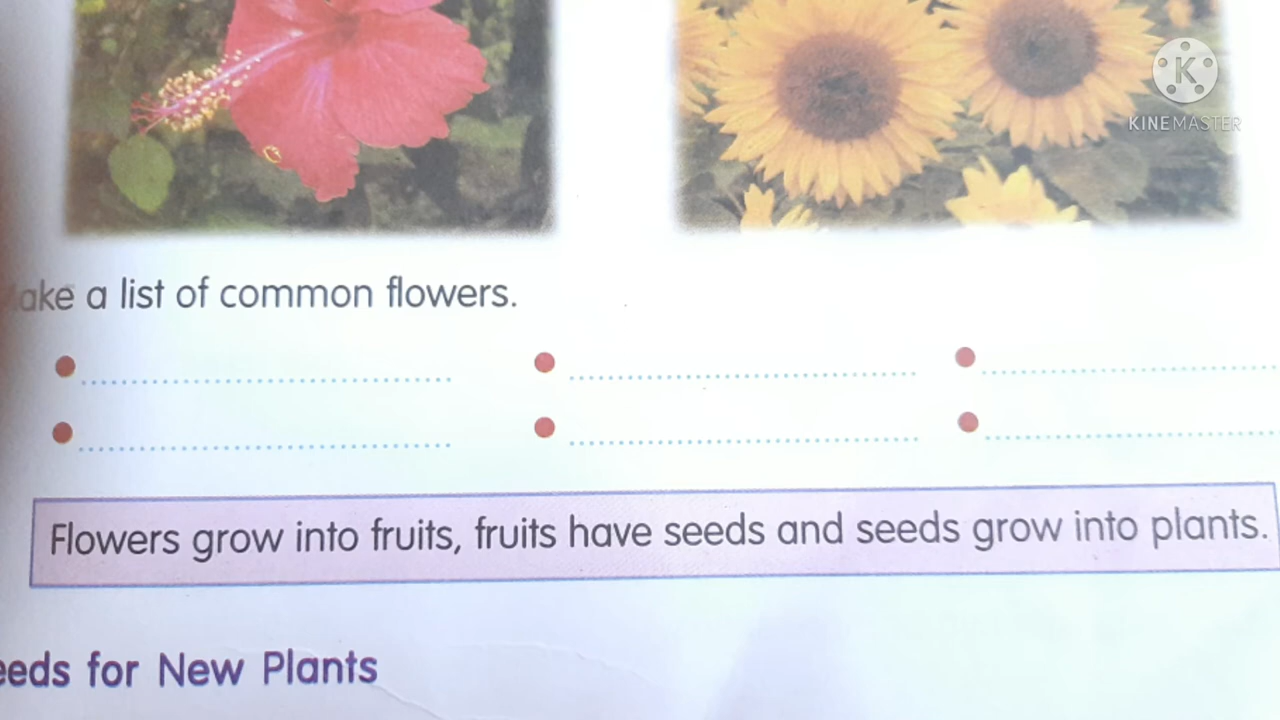 KINEMASTER
ake a list of common flowers.
Flowers grow into fruits, fruits have seeds and seeds grow into plants.
eeds for New Plants